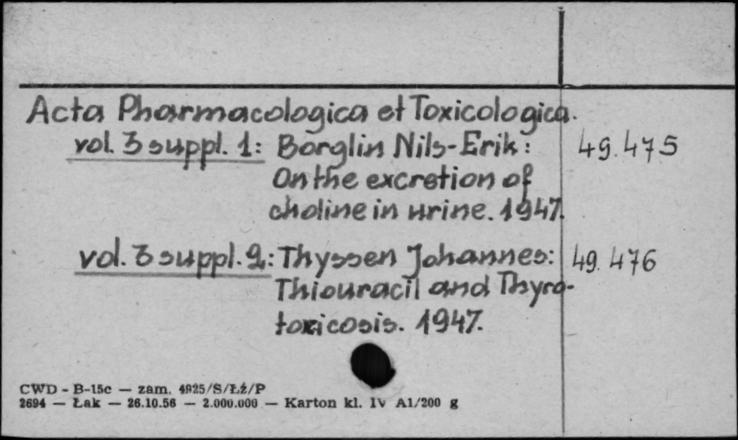 Acta Pharmacologica et Toxicologica.
vol. 3 suppl. 1: Borglin Nils-Erik: 49.475
On the excretion of
choline in urine. 1947.
vol. 3 suppl. 2: Thyssen Johannes: 49.476
Thiouracil and Thyro-
toxicosis. 1947.
CWD - B-15c — zam. 4925/S/Łź/P
2694 — Łak — 26.10.56 — 2.000.000 — Karton kl. IV A1/200 g